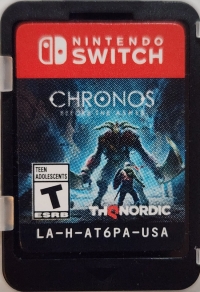 NINTENDO
SWITCH
CHRONOS
BEFORE THE ASHES
TEEN
ADOLESCENTS
T
ESRB
THQ NORDIC
LA-H-AT6PA-USA